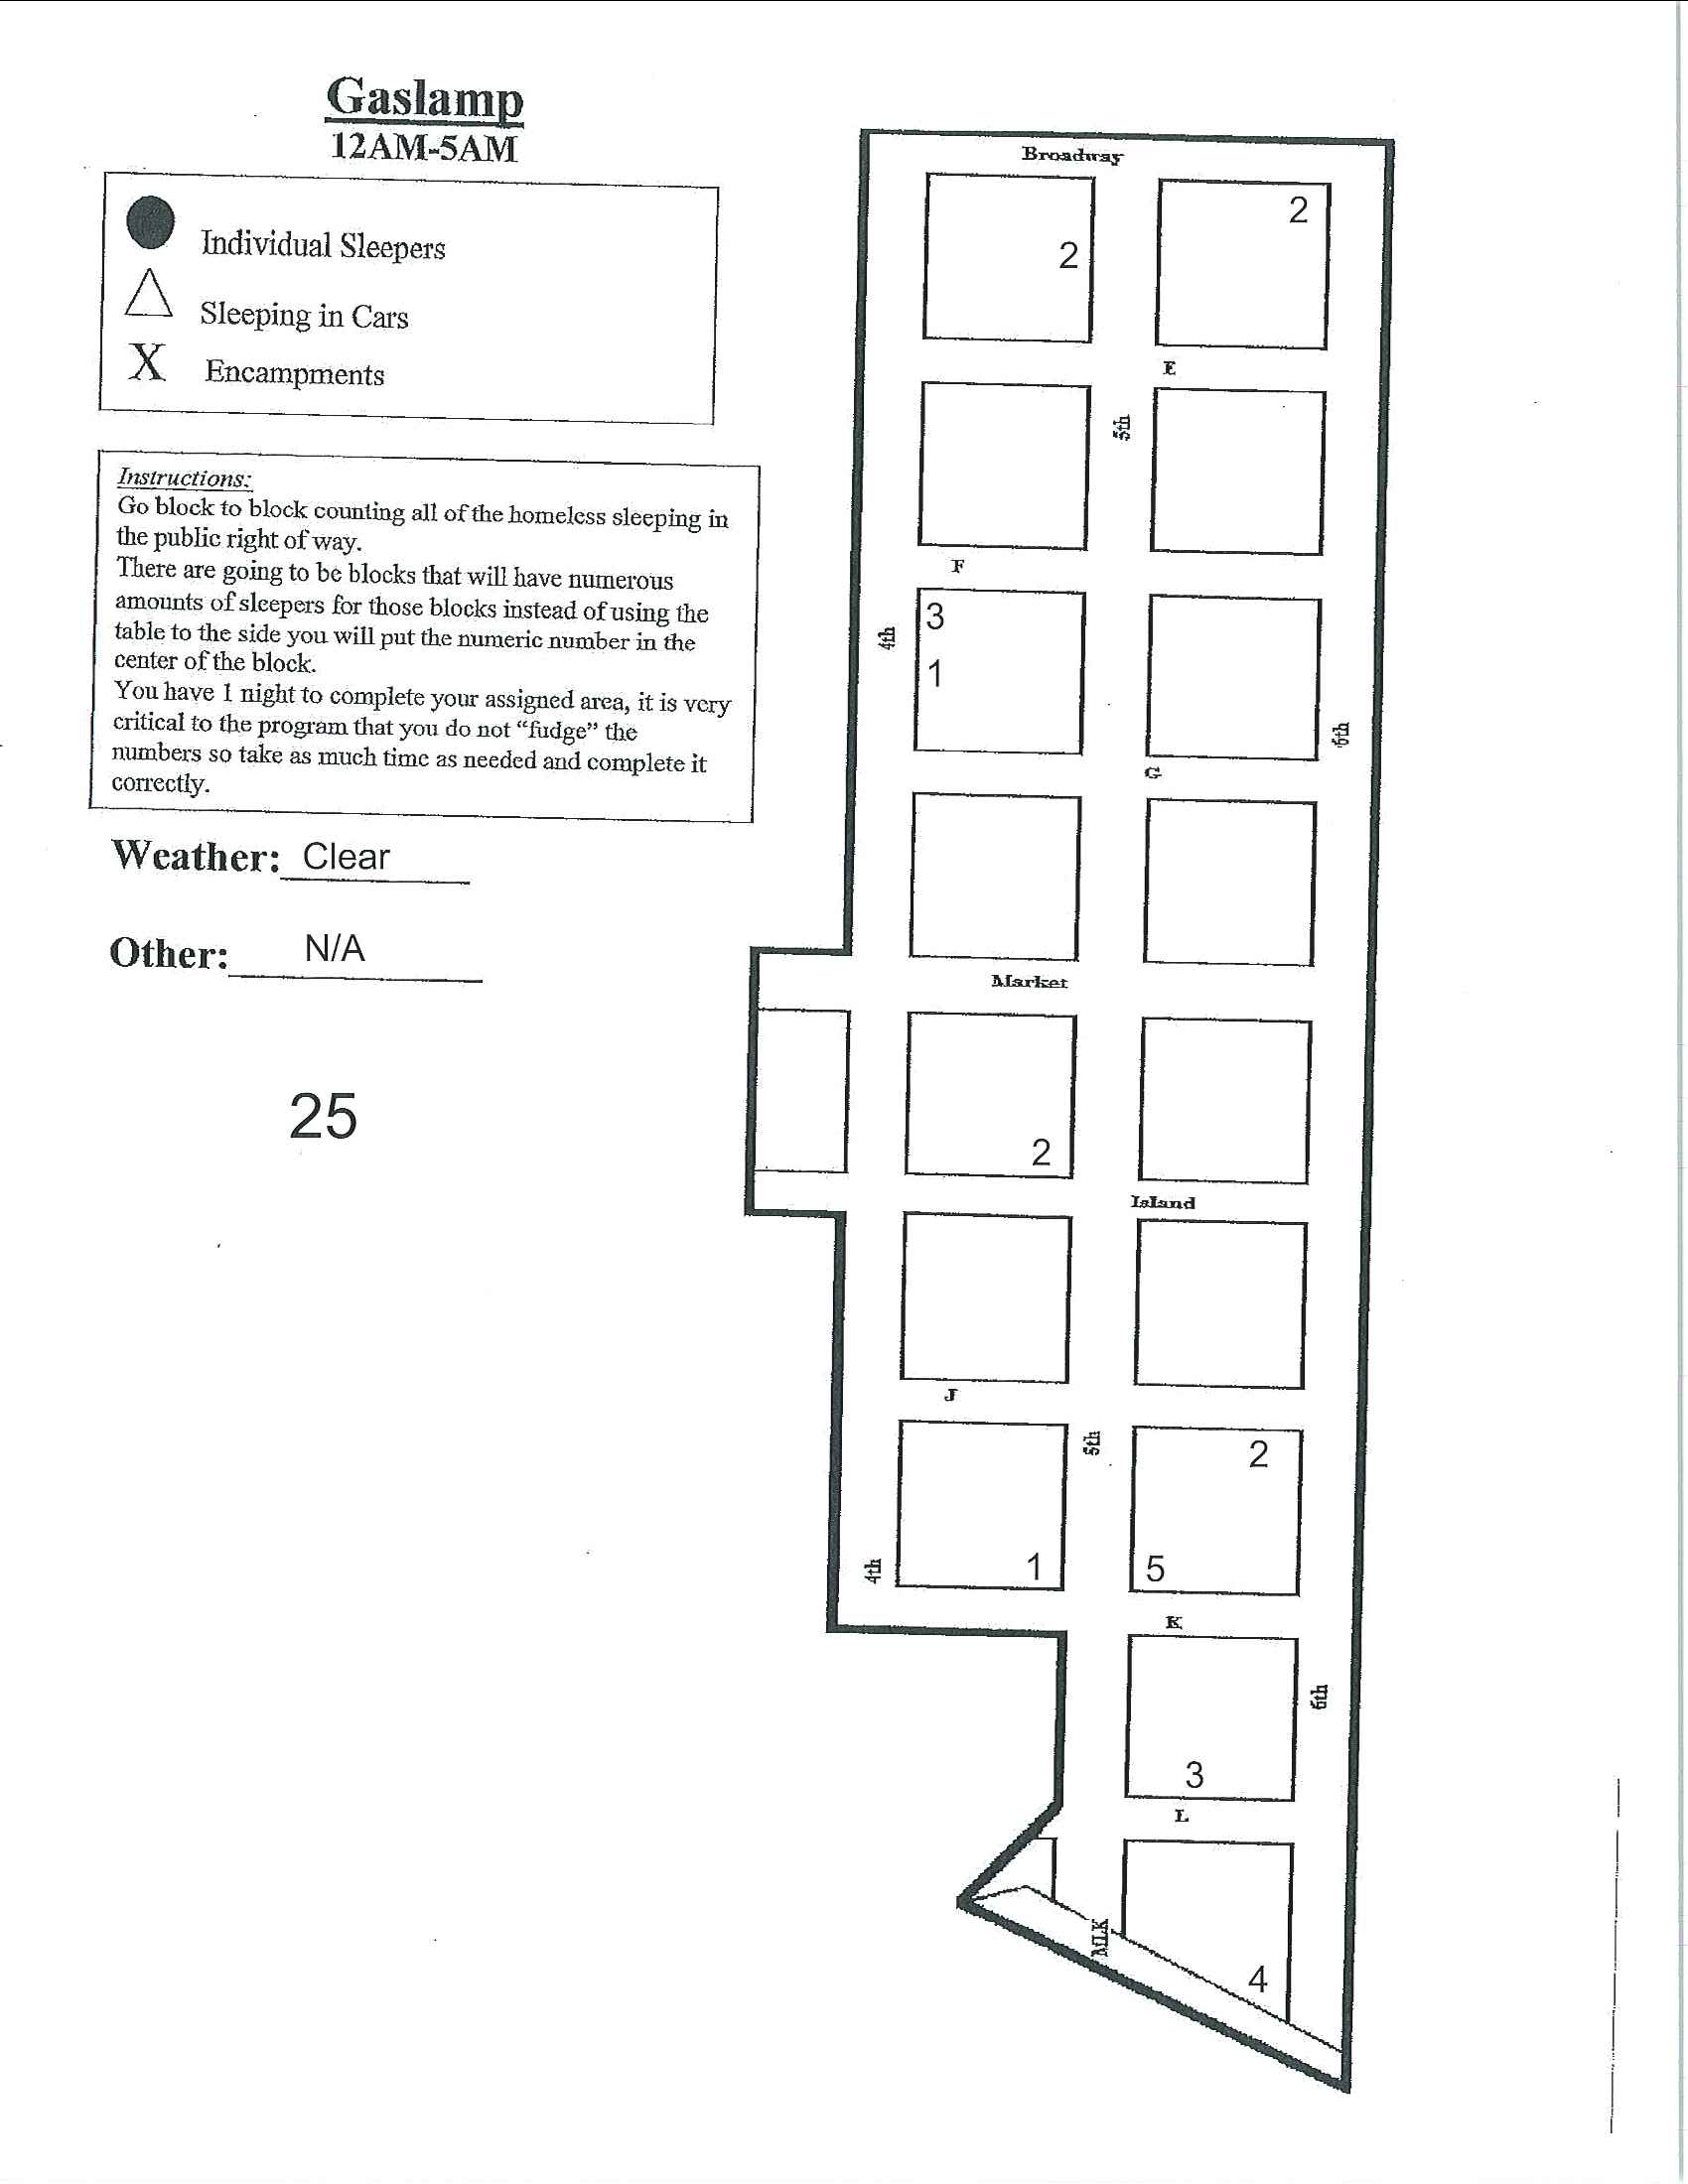 Gaslamp
12AM-5AM
Individual Sleepers
Sleeping in Cars
X Encampments
Instructions:
Go block to block counting all of the homeless sleeping in
the public right of way.
There are going to be blocks that will have numerous
amounts of sleepers for those blocks instead of using the
table to the side you will put the numeric number in the
center of the block.
You have 1 night to complete your assigned area, it is very
critical to the program that you do not “fudge” the
numbers so take as much time as needed and complete it
correctly.
Weather: Clear
Other: N/A
25
Broadway
2
2
E
5th
F
4th
3
1
6th
G
Market
2
Island
J
5th
2
4th
1
5
K
6th
3
L
MLK
4